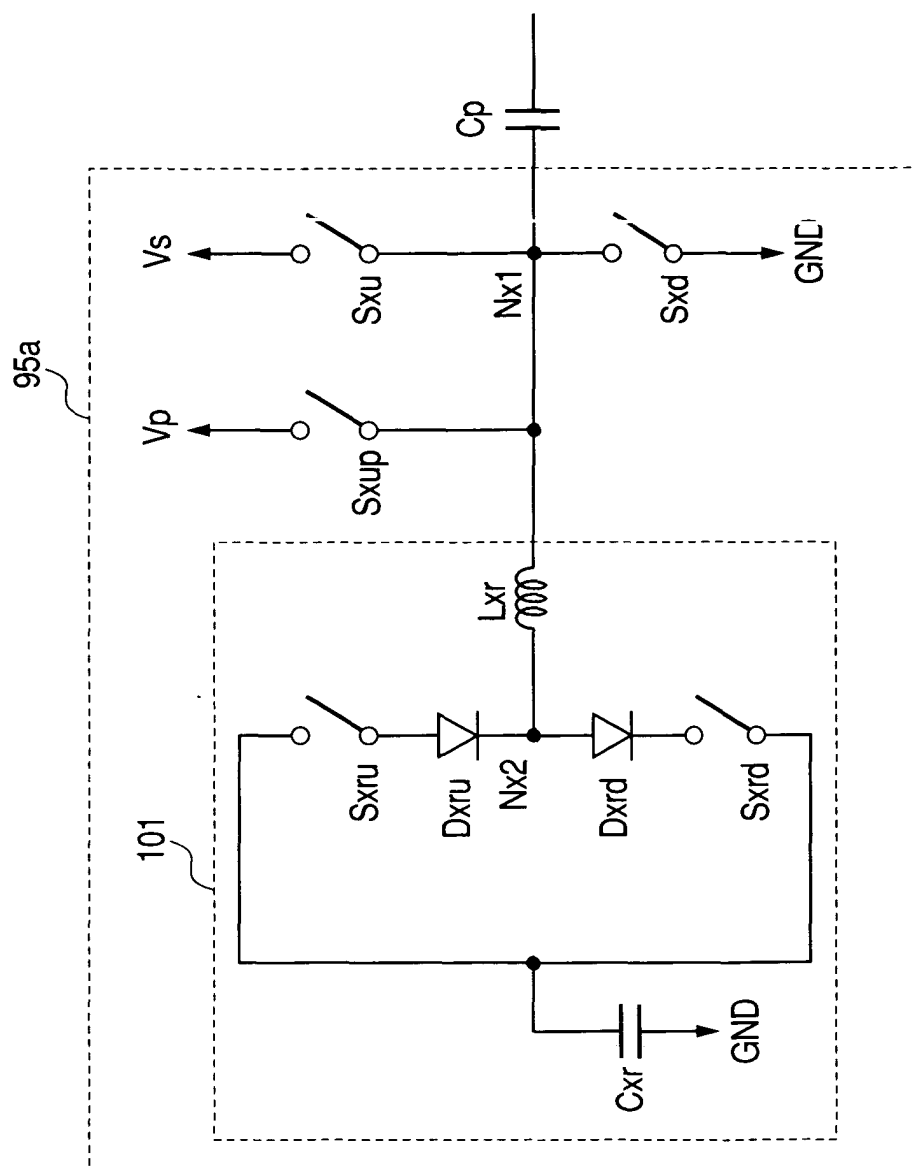 95a
Vp
Vs
Sxup
Sxu
Cp
Nx1
Sxd
GND
101
Lxr
Sxru
Dxru
Nx2
Dxrd
Sxrd
Cxr
GND